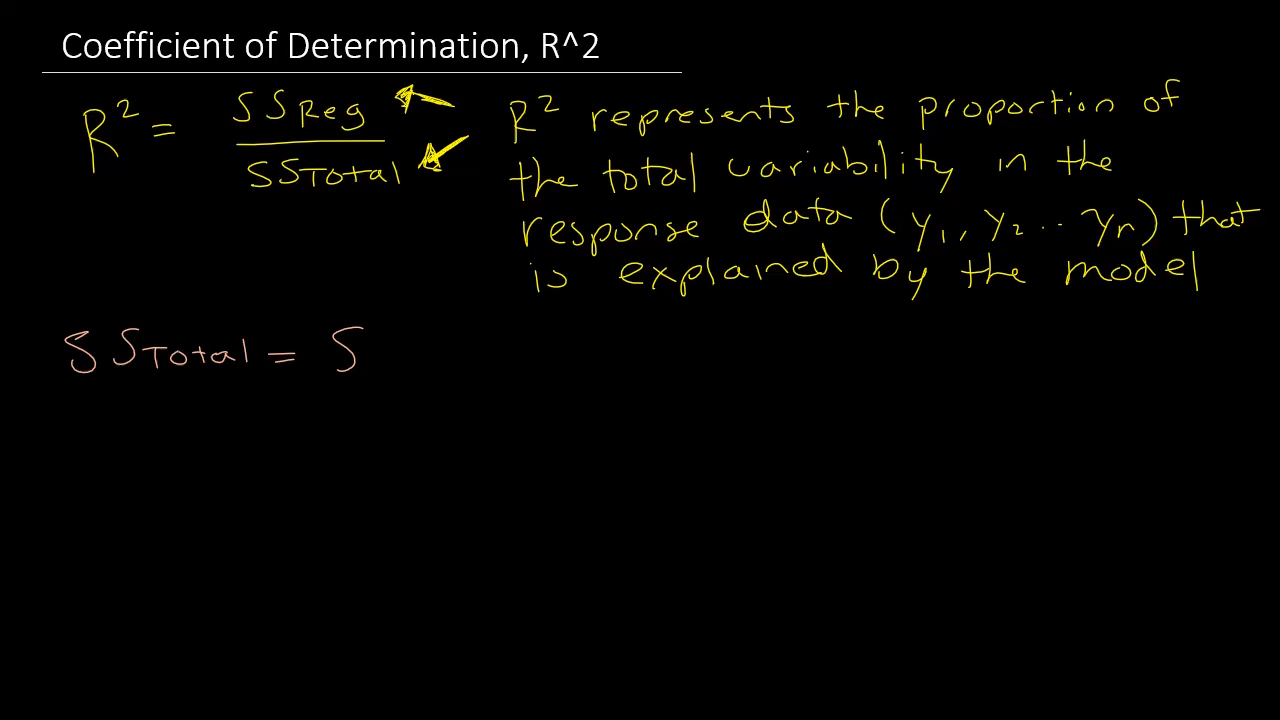 Coefficient of Determination, R^2
R² = SSReg / SSTotal
R² represents the proportion of
the total variability in the
response data (y₁, y₂ .. yₙ) that
is explained by the model
SSTotal = S